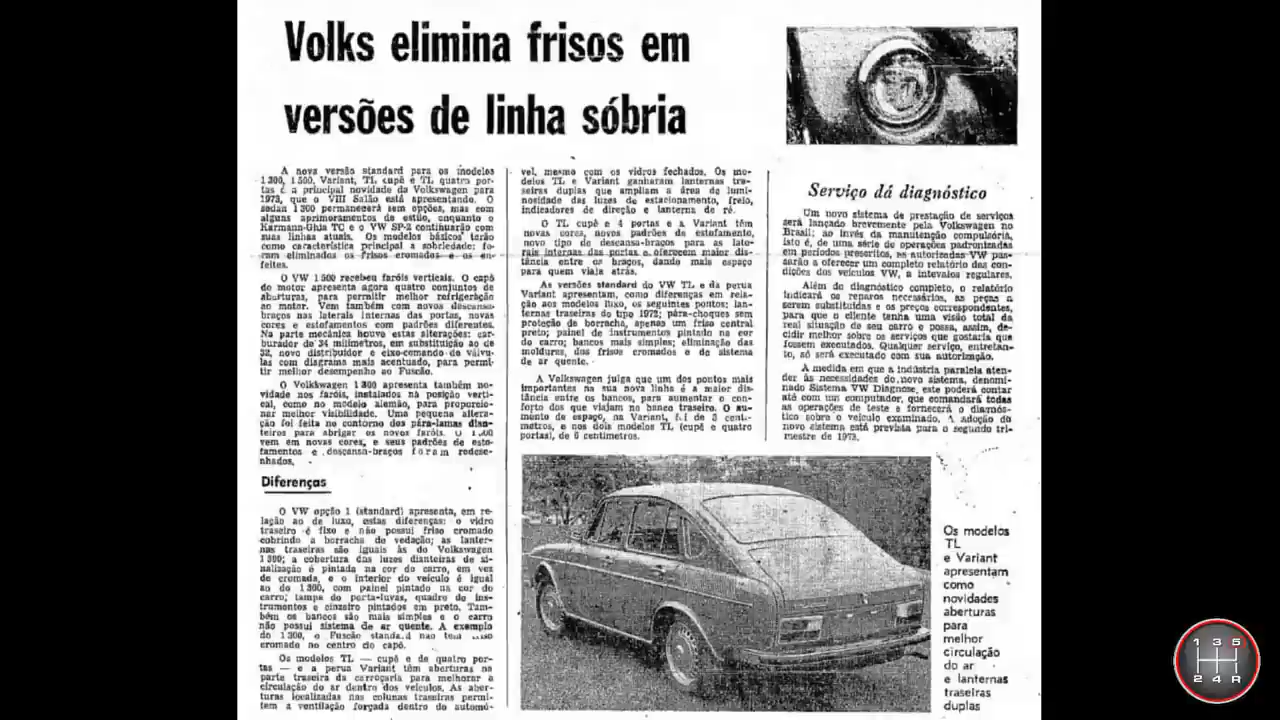 Volks elimina frisos em
versões de linha sóbria
A nova versão standard para os modelos
1 300, 1 500, Variant, TL cupê e TL quatro por-
tas é a principal novidade da Volkswagen para
1973, que o VIII Salão está apresentando. O
sedan 1 300 permanecerá sem opções, mas com
alguns aprimoramentos de estilo, enquanto o
Karmann-Ghia TC e o VW SP-2 continuarão com
suas linhas atuais. Os modelos básicos terão
como característica principal a sobriedade: fo-
ram eliminados os frisos cromados e os en-
feites.
O VW 1 500 recebeu faróis verticais. O capô
do motor apresenta agora quatro conjuntos de
aberturas, para permitir melhor refrigeração
ao motor. Vem também com novos descansa-
braços nas laterais internas das portas, novas
cores e estofamentos com padrões diferentes.
Na parte mecânica houve estas alterações: car-
burador de 34 milímetros, em substituição ao de
32, novo distribuidor e eixo-comando de válvu-
las com diagrama mais acentuado, para permi-
tir melhor desempenho ao Fuscão.
O Volkswagen 1 300 apresenta também no-
vidade nos faróis, instalados na posição verti-
cal, como no modelo alemão, para proporcio-
nar melhor visibilidade. Uma pequena altera-
ção foi feita no contorno dos pára-lamas dian-
teiros para abrigar os novos faróis. O
vem em novas cores, e seus padrões de esto-
famentos e descansa-braços foram redese-
nhados.
Diferenças
O VW opção 1 (standard) apresenta, em re-
lação ao de luxo, estas diferenças: o vidro
traseiro é fixo e não possui friso cromado
cobrindo a borracha de vedação; as lanter-
nas traseiras são iguais às do Volkswagen
1 300; a cobertura das luzes dianteiras de si-
nalização é pintada na cor do carro, em vez
de cromada, e o interior do veículo é igual
ao do 1 300, com painel pintado na cor do
carro; tampa do porta-luvas, quadro de ins-
trumentos e cinzeiro pintados em preto. Tam-
bém os bancos são mais simples e o carro
não possui sistema de ar quente. A exemplo
do 1 300, o Fuscão standard não tem friso
cromado no centro do capô.
Os modelos TL — cupê e de quatro por-
tas — e a perua Variant têm aberturas na
parte traseira da carroçaria para melhorar a
circulação do ar dentro dos veículos. As aber-
turas localizadas nas colunas traseiras permi-
tem a ventilação forçada dentro do automó-
vel, mesmo com os vidros fechados. Os mo-
delos TL e Variant ganharam lanternas tra-
seiras duplas que ampliam a área de lumi-
nosidade das luzes de estacionamento, freio,
indicadores de direção e lanterna de ré.
O TL cupê e 4 portas e a Variant têm
novas cores, novos padrões de estofamento,
novo tipo de descansa-braços para as late-
rais internas das portas e oferecem maior dis-
tância entre os braços, dando mais espaço
para quem viaja atrás.
As versões standard do VW TL e da perua
Variant apresentam, como diferenças em rela-
ção aos modelos luxo, os seguintes pontos: lan-
ternas traseiras do tipo 1972; pára-choques sem
proteção de borracha, apenas um friso central
preto; painel de instrumentos pintado na cor
do carro; bancos mais simples; eliminação das
molduras, dos frisos cromados e do sistema
de ar quente.
A Volkswagen julga que um dos pontos mais
importantes na sua nova linha é a maior dis-
tância entre os bancos, para aumentar o con-
forto dos que viajam no banco traseiro. O au-
mento de espaço, na Variant, foi de 3 centí-
metros, e nos dois modelos TL (cupê e quatro
portas), de 6 centímetros.
Serviço dá diagnóstico
Um novo sistema de prestação de serviços
será lançado brevemente pela Volkswagen no
Brasil; ao invés da manutenção compulsória,
isto é, de uma série de operações padronizadas
em períodos prescritos, as autorizadas VW pas-
sarão a oferecer um completo relatório das con-
dições dos veículos VW, a intervalos regulares.
Além do diagnóstico completo, o relatório
indicará os reparos necessários, as peças a
serem substituídas e os preços correspondentes,
para que o cliente tenha uma visão total da
real situação de seu carro e possa, assim, de-
cidir melhor sobre os serviços que gostaria que
fossem executados. Qualquer serviço, entretan-
to, só será executado com sua autorização.
A medida em que a indústria paralela aten-
der às necessidades do novo sistema, denomi-
nado Sistema VW Diagnose, este poderá contar
até com um computador, que comandará todas
as operações de teste e fornecerá o diagnós-
tico sobre o veículo examinado. A adoção do
novo sistema está prevista para o segundo tri-
mestre de 1973.
Os modelos
TL
e Variant
apresentam
como
novidades
aberturas
para
melhor
circulação
do ar
e lanternas
traseiras
duplas
1 3 5
2 4 R